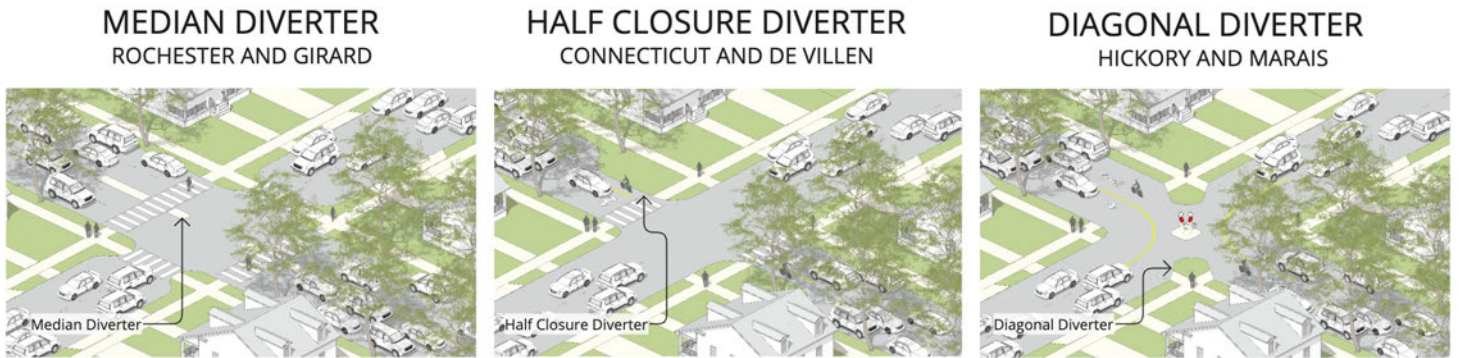 MEDIAN DIVERTER
ROCHESTER AND GIRARD
Median Diverter
HALF CLOSURE DIVERTER
CONNECTICUT AND DE VILLEN
Half Closure Diverter
DIAGONAL DIVERTER
HICKORY AND MARAIS
Diagonal Diverter